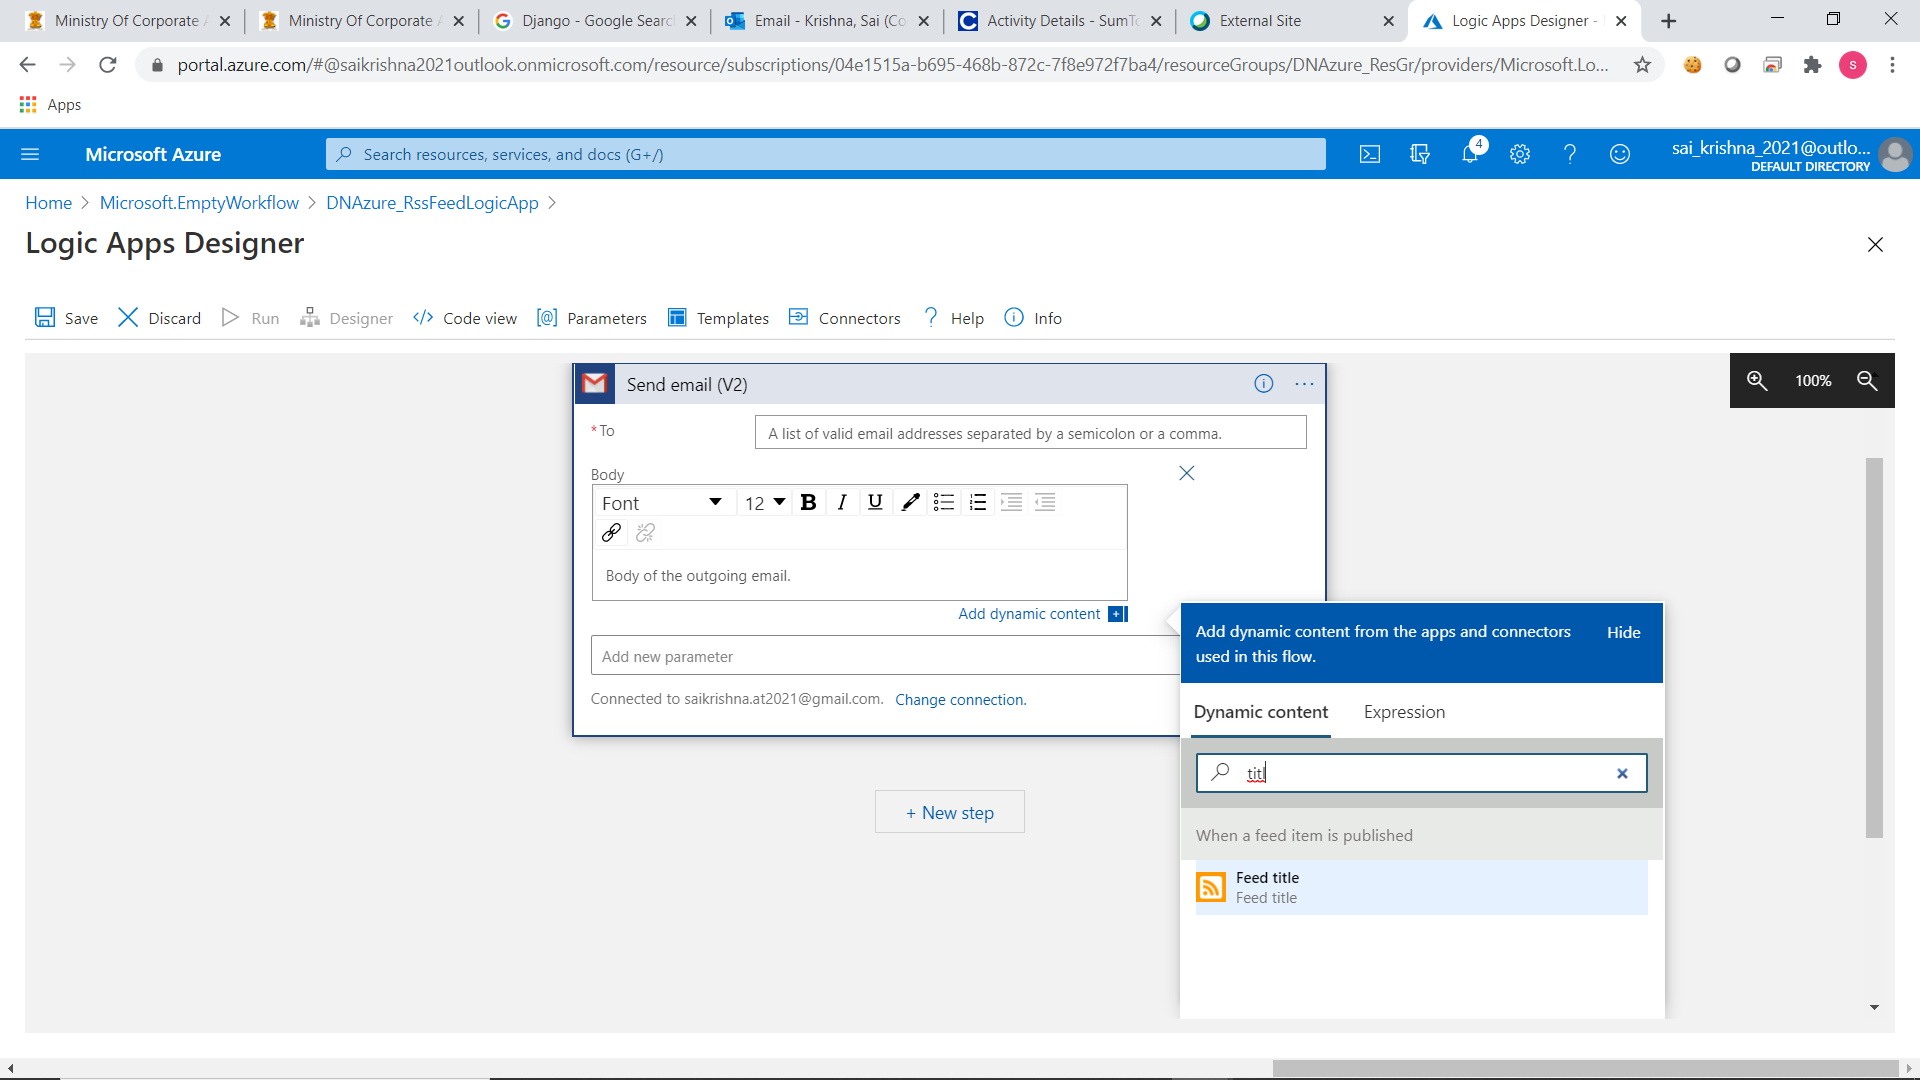 Ministry Of Corporate A
Ministry Of Corporate A
Django - Google Searc
Email - Krishna, Sai (Co
Activity Details - SumTo
External Site
Logic Apps Designer -
portal.azure.com/#@saikrishna2021outlook.onmicrosoft.com/resource/subscriptions/04e1515a-b695-468b-872c-7f8e972f7ba4/resourceGroups/DNAzure_ResGr/providers/Microsoft.Lo...
S
Apps
Microsoft Azure
Search resources, services, and docs (G+/)
4
sai_krishna_2021@outlo...
DEFAULT DIRECTORY
Home > Microsoft.EmptyWorkflow > DNAzure_RssFeedLogicApp >
Logic Apps Designer
Save
Discard
Run
Designer
Code view
Parameters
Templates
Connectors
Help
Info
Send email (V2)
100%
* To
A list of valid email addresses separated by a semicolon or a comma.
Body
Font
12
B
I
U
Body of the outgoing email.
Add dynamic content
Add new parameter
Connected to saikrishna.at2021@gmail.com. Change connection.
Add dynamic content from the apps and connectors
used in this flow.
Hide
Dynamic content
Expression
titl
+ New step
When a feed item is published
Feed title
Feed title